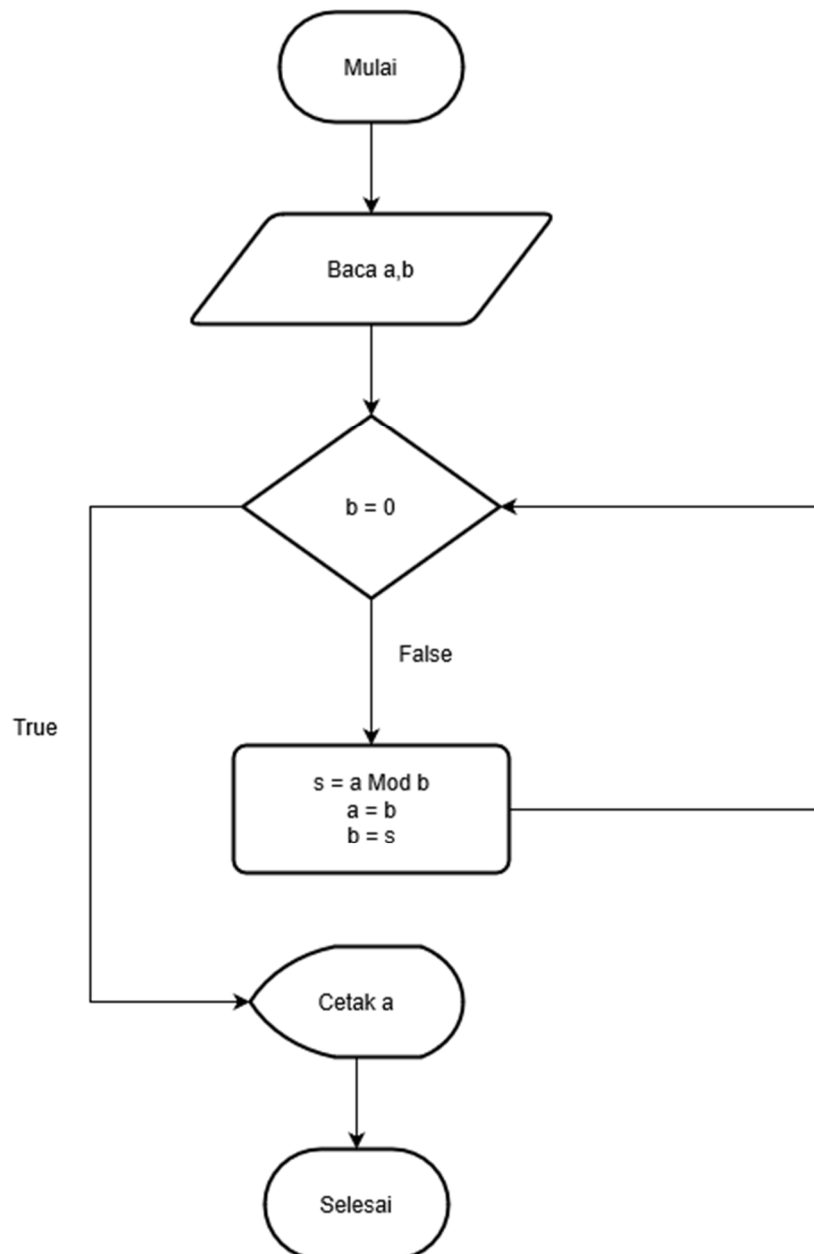 Mulai
Baca a,b
b = 0
False
True
s = a Mod b
a = b
b = s
Cetak a
Selesai